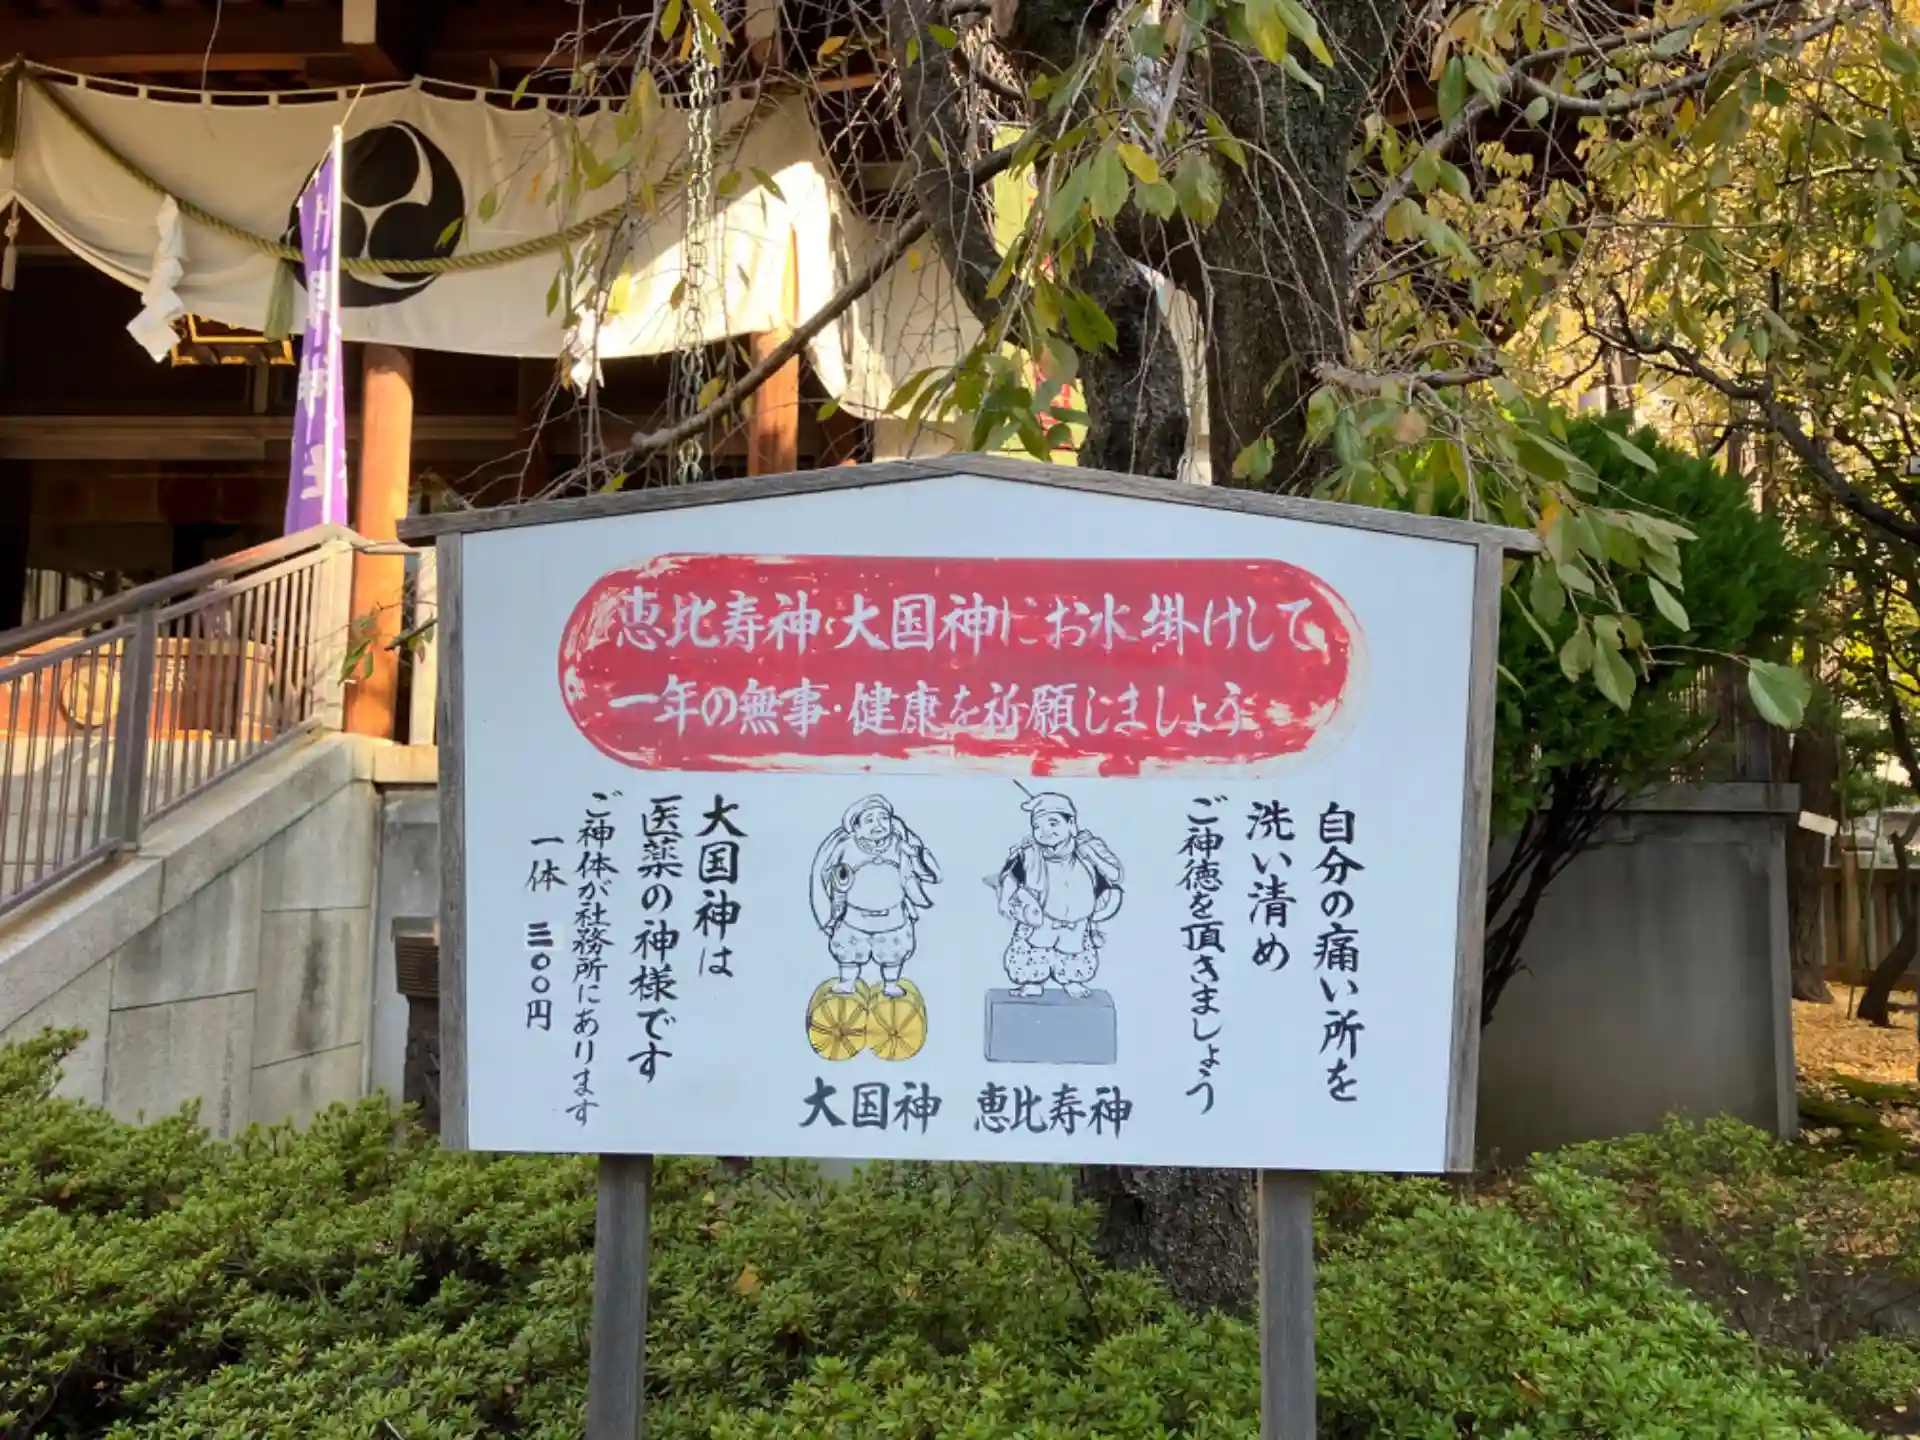 恵比寿神・大国神にお水掛けして
一年の無事・健康を祈願しましょう。
自分の痛い所を
洗い清め
ご神徳を頂きましょう
恵比寿神
大国神
大国神は
医薬の神様です
ご神体が社務所にあります
一体 三〇〇円